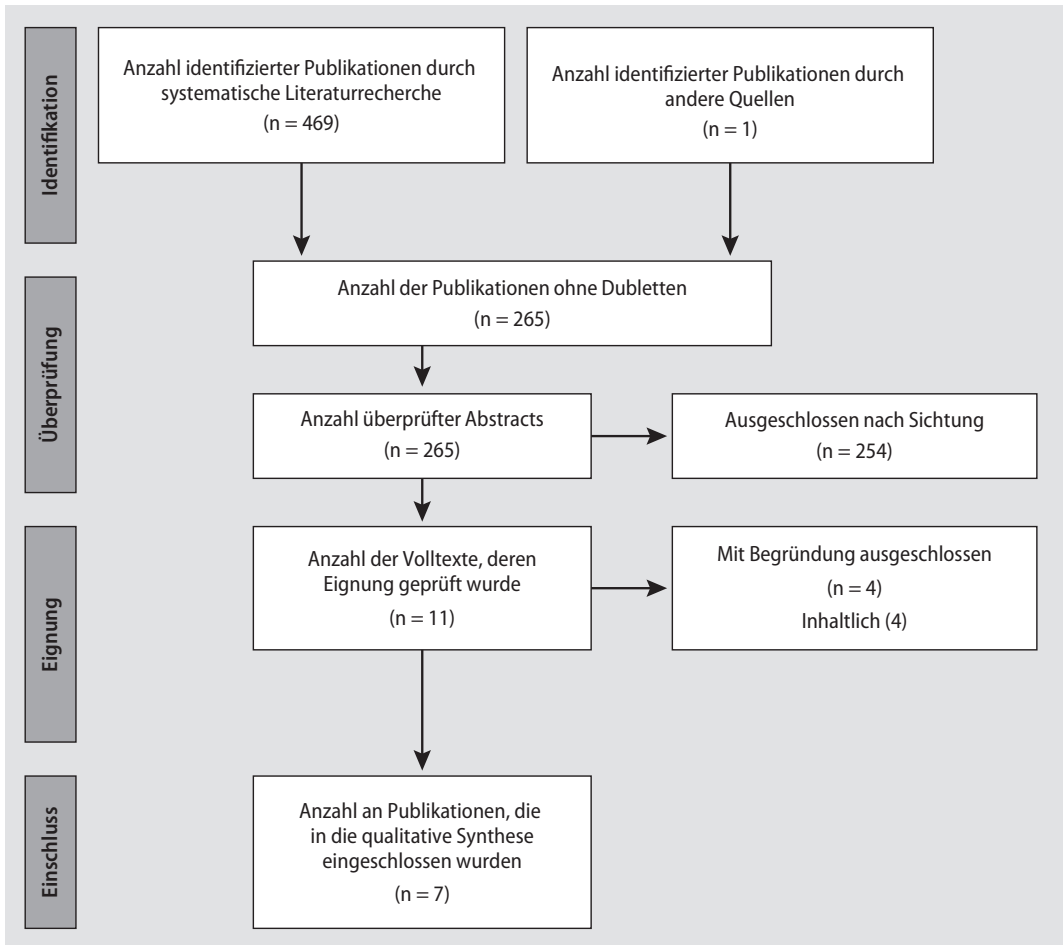 Identifikation
Anzahl identifizierter Publikationen durch
systematische Literaturrecherche
(n = 469)
Anzahl identifizierter Publikationen durch
andere Quellen
(n = 1)
Überprüfung
Anzahl der Publikationen ohne Dubletten
(n = 265)
Anzahl überprüfter Abstracts
(n = 265)
Ausgeschlossen nach Sichtung
(n = 254)
Eignung
Anzahl der Volltexte, deren
Eignung geprüft wurde
(n = 11)
Mit Begründung ausgeschlossen
(n = 4)
Inhaltlich (4)
Einschluss
Anzahl an Publikationen, die
in die qualitative Synthese
eingeschlossen wurden
(n = 7)